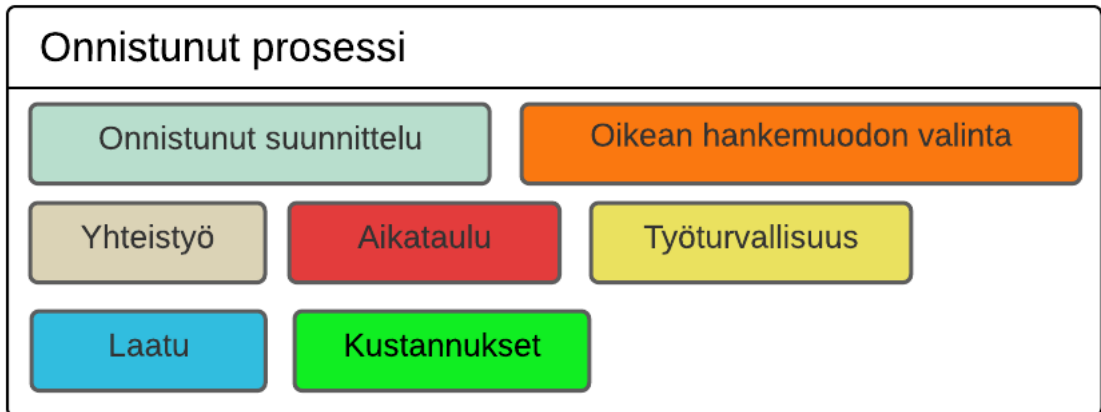 Onnistunut prosessi
Onnistunut suunnittelu
Oikean hankemuodon valinta
Yhteistyö
Aikataulu
Työturvallisuus
Laatu
Kustannukset